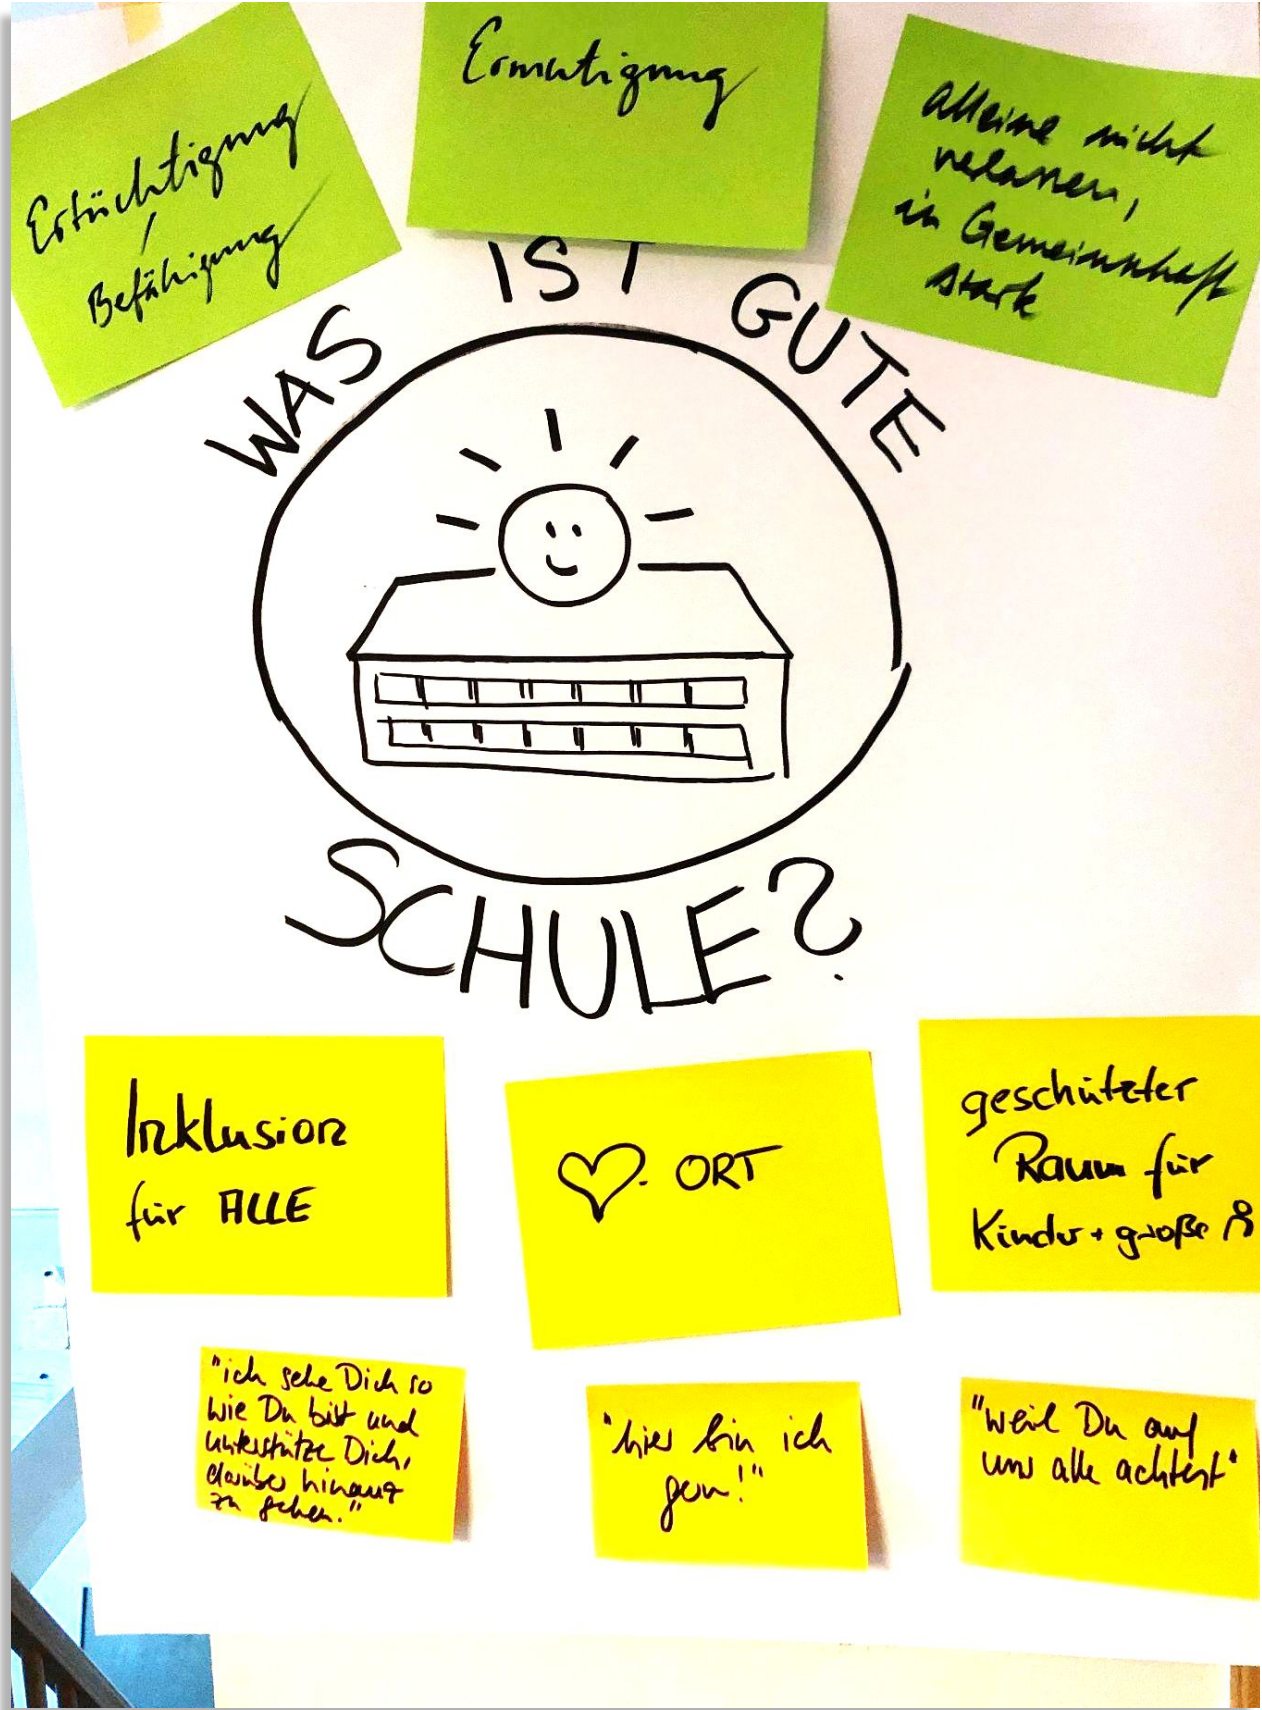 Ertüchtigung
/
Befähigung
Ermutigung
alleine nicht
verlassen,
in Gemeinschaft
stark
WAS IST GUTE
SCHULE?
Inklusion
für ALLE
ORT
geschützter
Raum für
Kinder + große
"ich sehe Dich so
wie Du bist und
unterstütze Dich,
darüber hinaus
zu gehen."
"hier bin ich
gern!"
"weil Du auf
uns alle achtest"